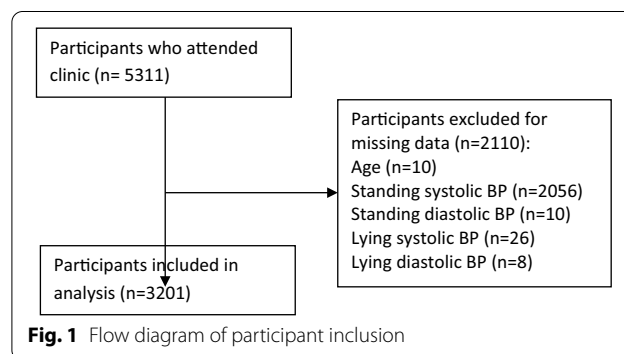 Participants who attended
clinic (n= 5311)
Participants excluded for
missing data (n=2110):
Age (n=10)
Standing systolic BP (n=2056)
Standing diastolic BP (n=10)
Lying systolic BP (n=26)
Lying diastolic BP (n=8)
Participants included in
analysis (n=3201)
Fig. 1 Flow diagram of participant inclusion